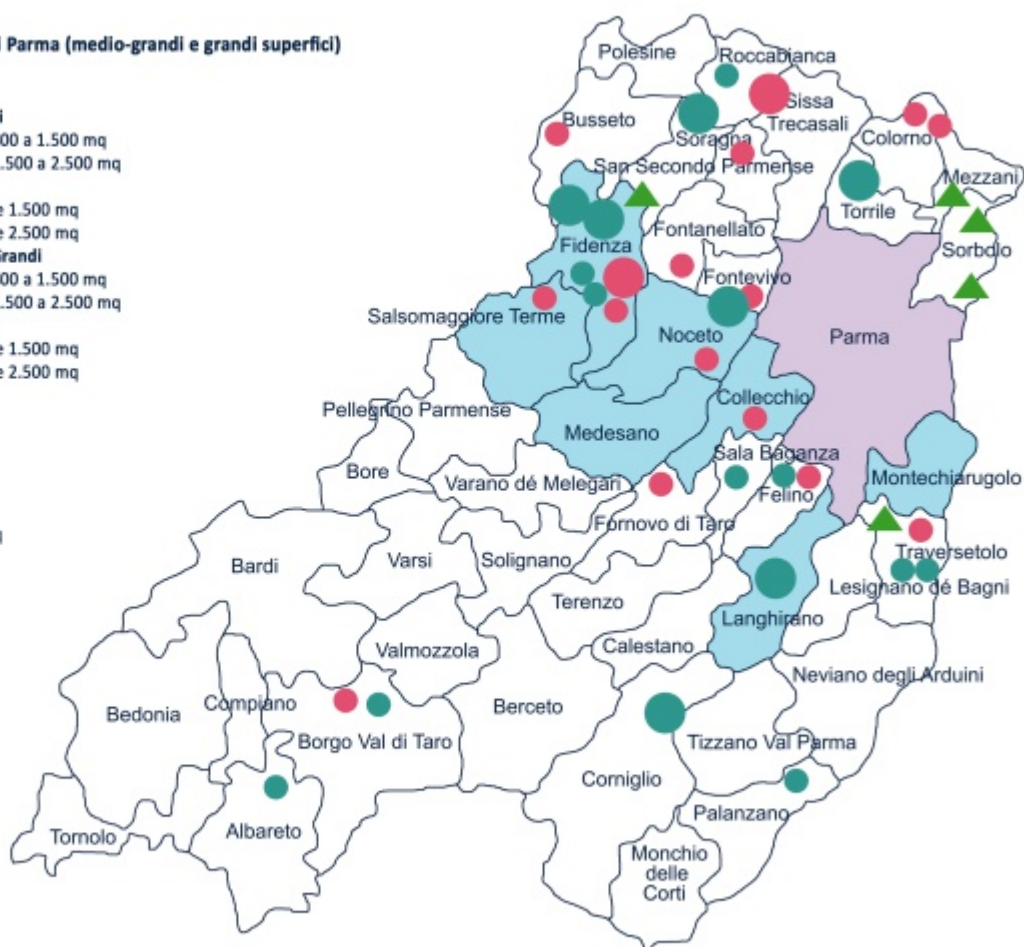 l Parma (medio-grandi e grandi superfici)
i
00 a 1.500 mq
.500 a 2.500 mq
e 1.500 mq
e 2.500 mq
Grandi
00 a 1.500 mq
.500 a 2.500 mq
e 1.500 mq
e 2.500 mq
Polesine
Roccabianca
Sissa
Trecasali
Busseto
Soragna
Colorno
San Secondo Parmense
Mezzani
Torrile
Fontanellato
Fidenza
Sorbolo
Fontevivo
Salsomaggiore Terme
Noceto
Parma
Collecchio
Pellegrino Parmense
Medesano
Sala Baganza
Bore
Varano dé Melegari
Montechiarugolo
Felino
Fornovo di Taro
Traversetolo
Bardi
Varsi
Solignano
Lesignano dé Bagni
Terenzo
Langhirano
Valmozzola
Calestano
Neviano degli Arduini
Compiano
Bedonia
Berceto
Borgo Val di Taro
Tizzano Val Parma
Corniglio
Palanzano
Tornolo
Albareto
Monchio
delle
Corti